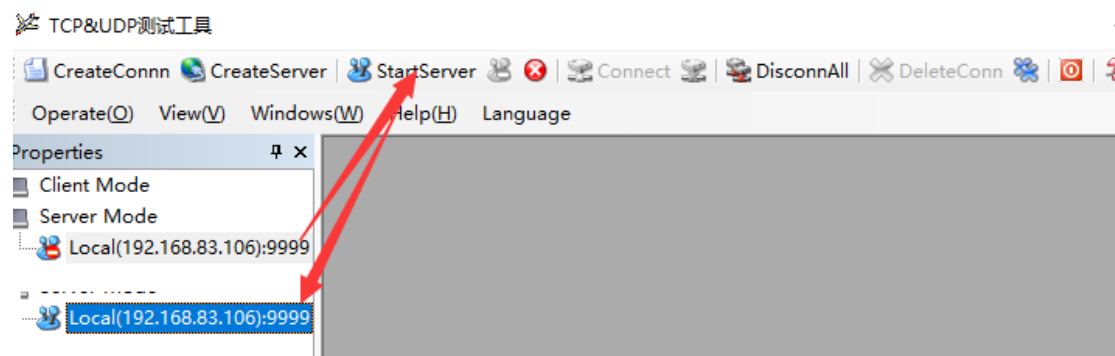 TCP&UDP测试工具
CreateConnn CreateServer StartServer Connect DisconnAll DeleteConn
Operate(O) View(V) Windows(W) Help(H) Language
Properties
Client Mode
Server Mode
Local(192.168.83.106):9999
Local(192.168.83.106):9999